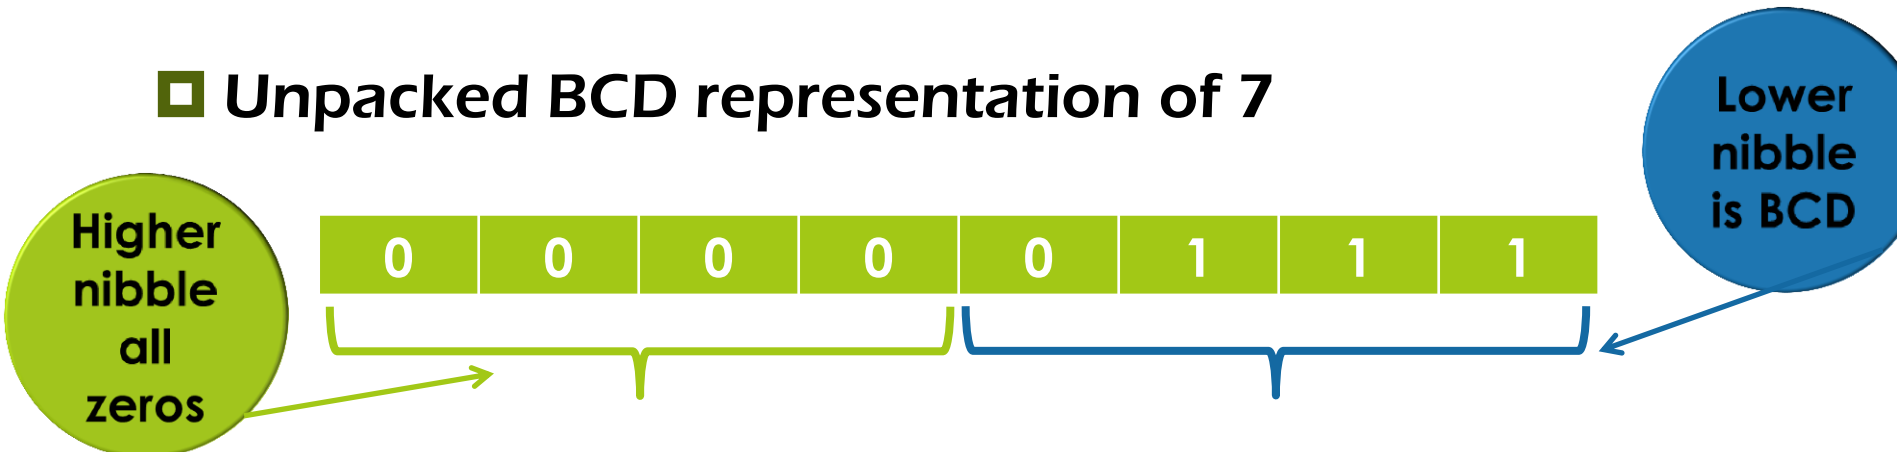 Unpacked BCD representation of 7
Lower
nibble
is BCD
Higher
nibble
all
zeros
0 0 0 0 0 1 1 1